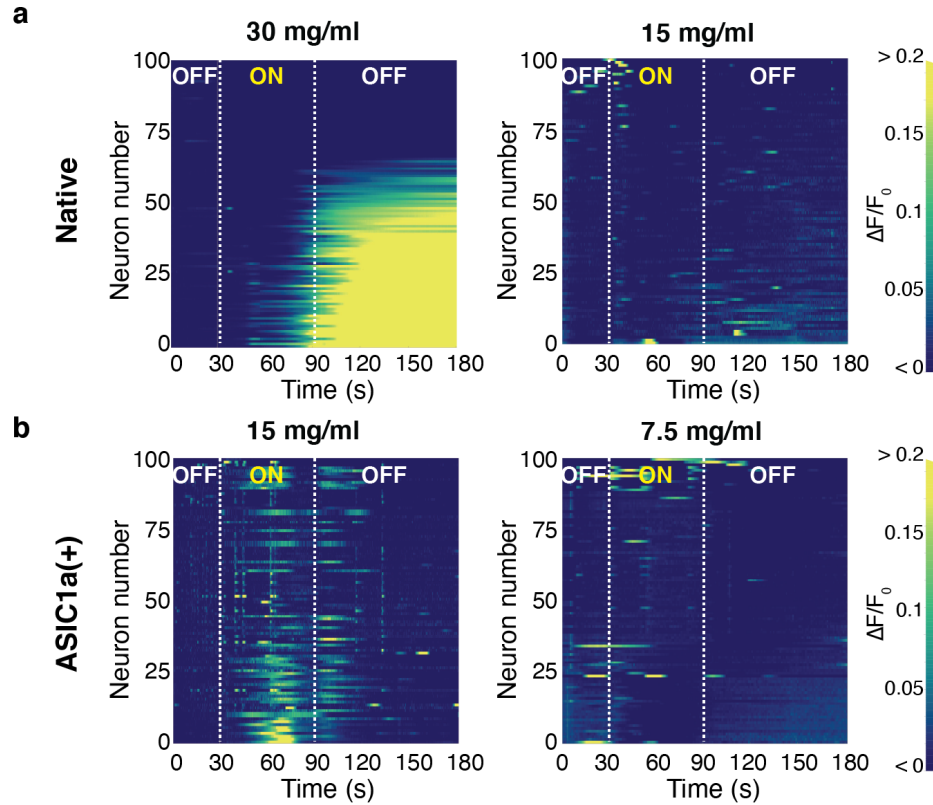 a
30 mg/ml
15 mg/ml
Native
Neuron number
100
75
50
25
0
OFF
ON
OFF
0
30
60
90
120
150
180
Time (s)
Neuron number
100
75
50
25
0
OFF
ON
OFF
0
30
60
90
120
150
180
Time (s)
> 0.2
0.15
0.1
0.05
< 0
ΔF/F₀
b
15 mg/ml
7.5 mg/ml
ASIC1a(+)
Neuron number
100
75
50
25
0
OFF
ON
OFF
0
30
60
90
120
150
180
Time (s)
Neuron number
100
75
50
25
0
OFF
ON
OFF
0
30
60
90
120
150
180
Time (s)
> 0.2
0.15
0.1
0.05
< 0
ΔF/F₀